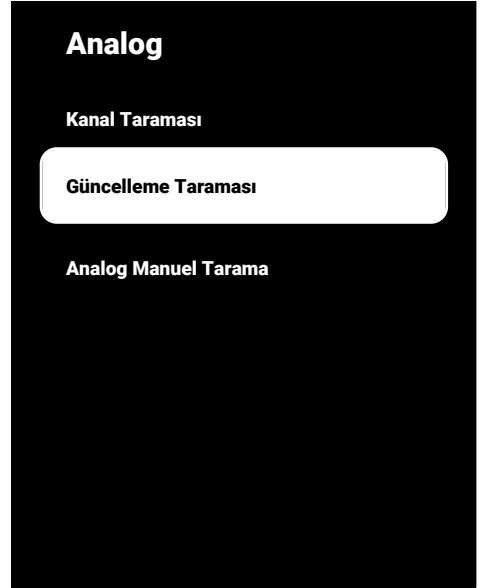 Analog
Kanal Taraması
Güncelleme Taraması
Analog Manuel Tarama